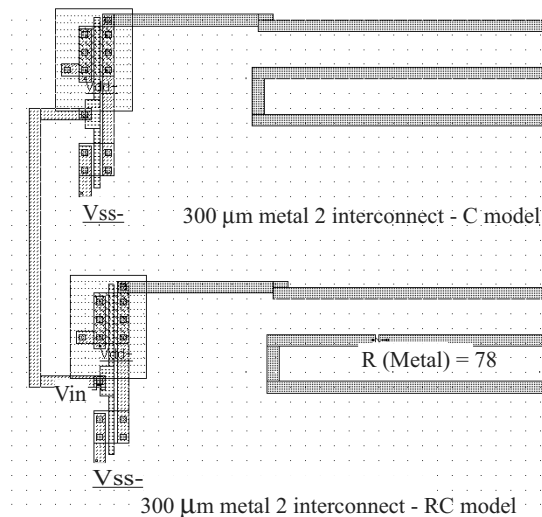 Vdd-
Vss-
300 μm metal 2 interconnect - C model
Vdd-
R (Metal) = 78
Vin
Vss-
300 μm metal 2 interconnect - RC model